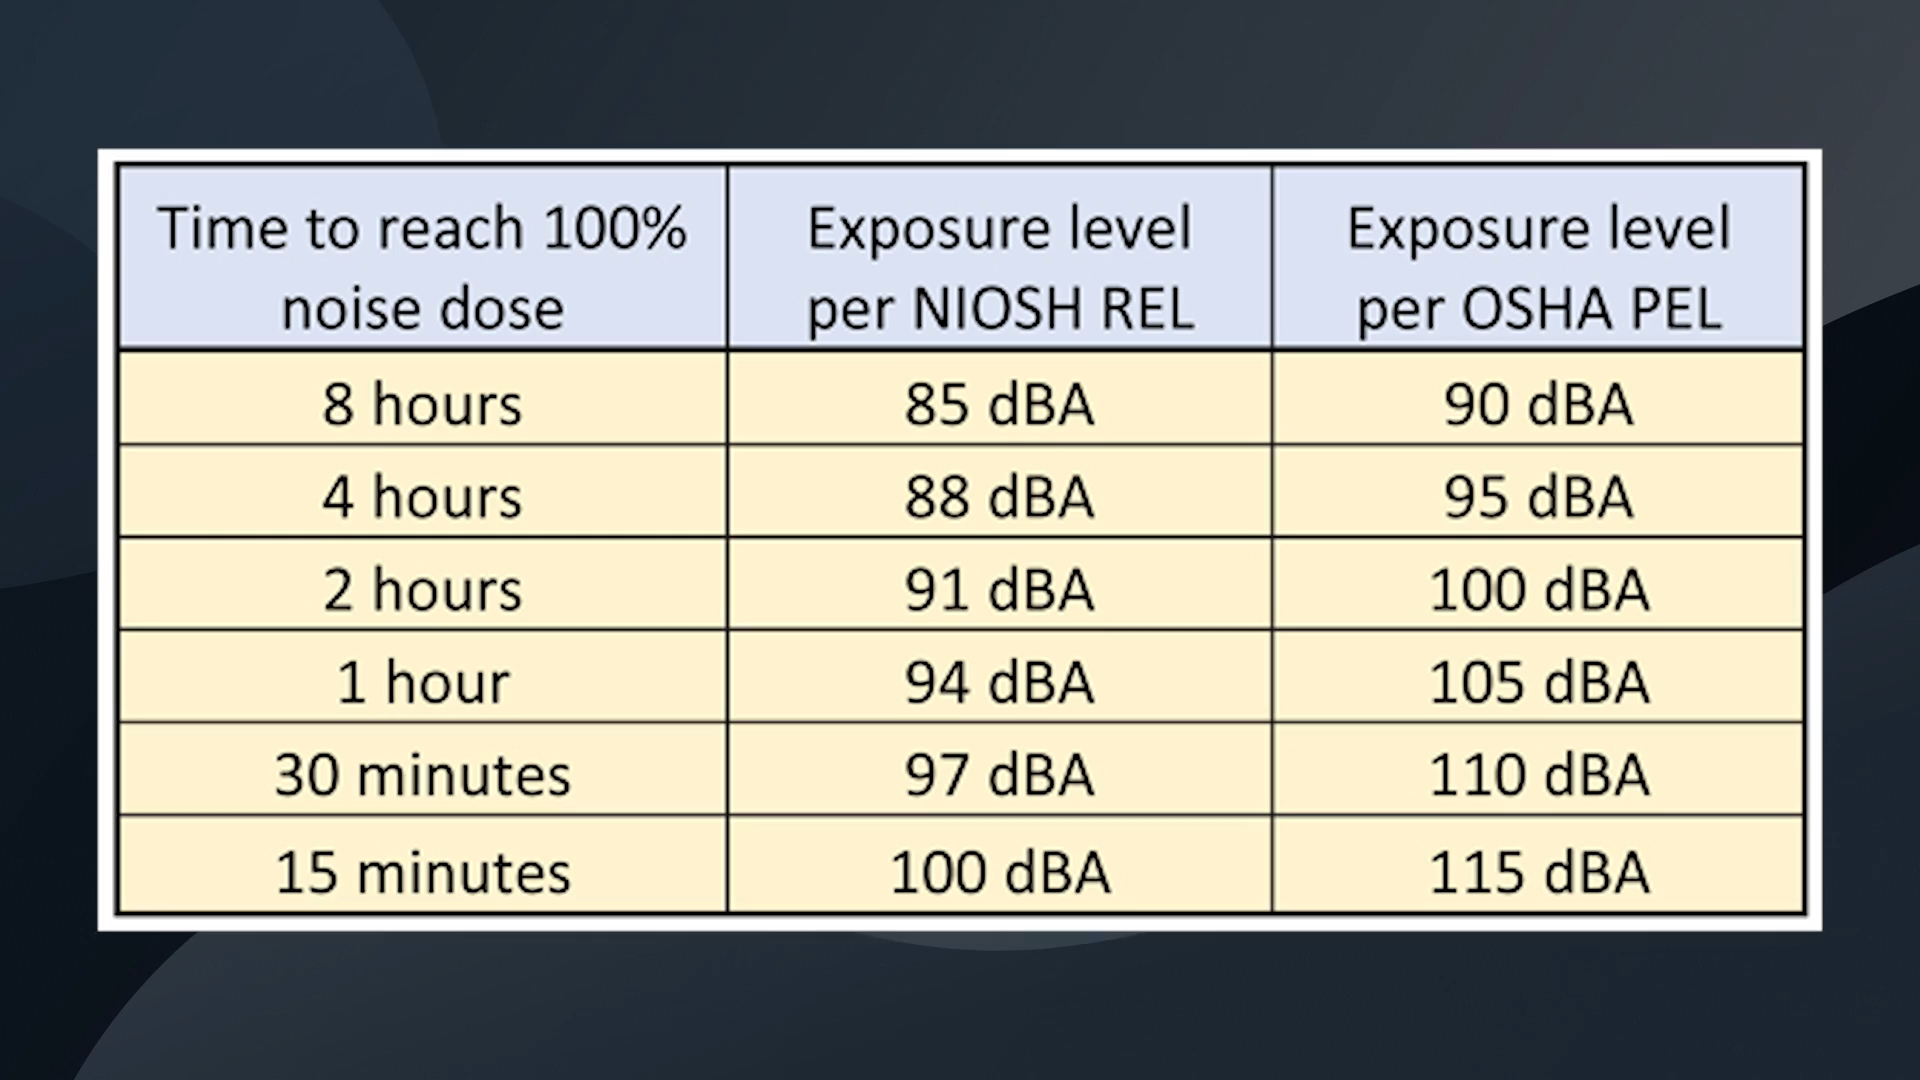 Time to reach 100%
noise dose
Exposure level
per NIOSH REL
Exposure level
per OSHA PEL
8 hours 85 dBA 90 dBA
4 hours 88 dBA 95 dBA
2 hours 91 dBA 100 dBA
1 hour 94 dBA 105 dBA
30 minutes 97 dBA 110 dBA
15 minutes 100 dBA 115 dBA